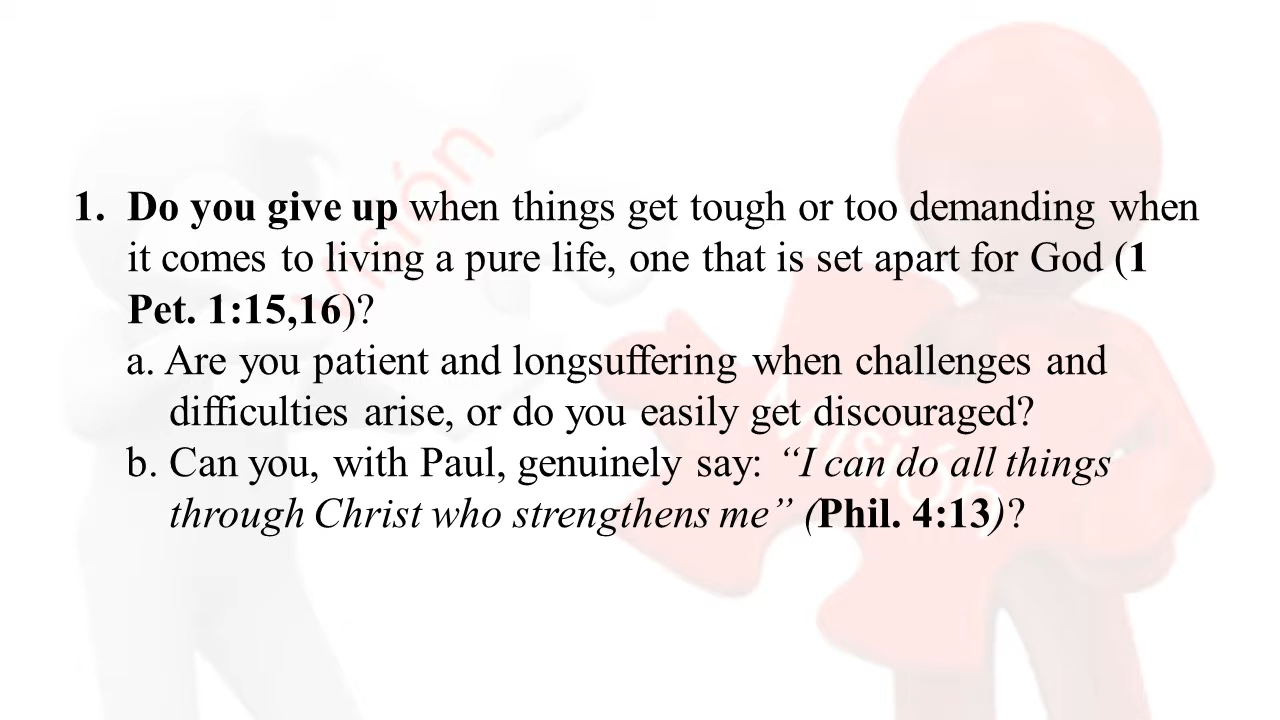 1. Do you give up when things get tough or too demanding when
it comes to living a pure life, one that is set apart for God (1
Pet. 1:15,16)?
a. Are you patient and longsuffering when challenges and
difficulties arise, or do you easily get discouraged?
b. Can you, with Paul, genuinely say: “I can do all things
through Christ who strengthens me” (Phil. 4:13)?
Visión
Misión